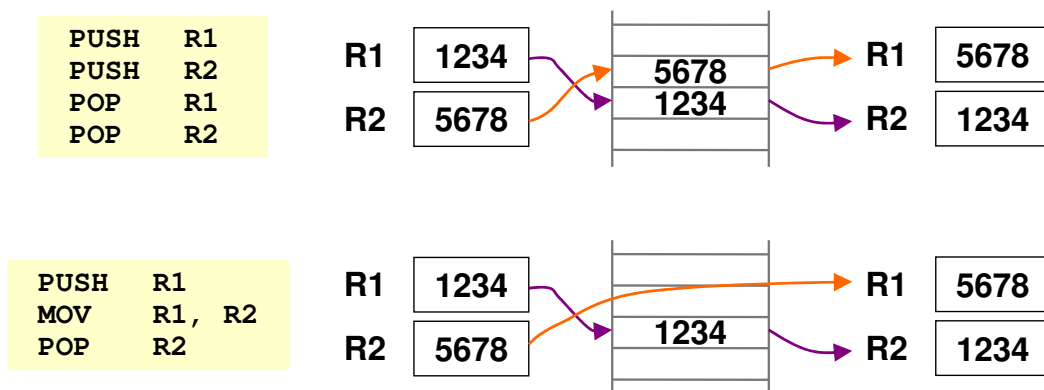 PUSH R1
PUSH R2
POP R1
POP R2
R1 1234
R2 5678
5678
1234
R1 5678
R2 1234
PUSH R1
MOV R1, R2
POP R2
R1 1234
R2 5678
1234
R1 5678
R2 1234